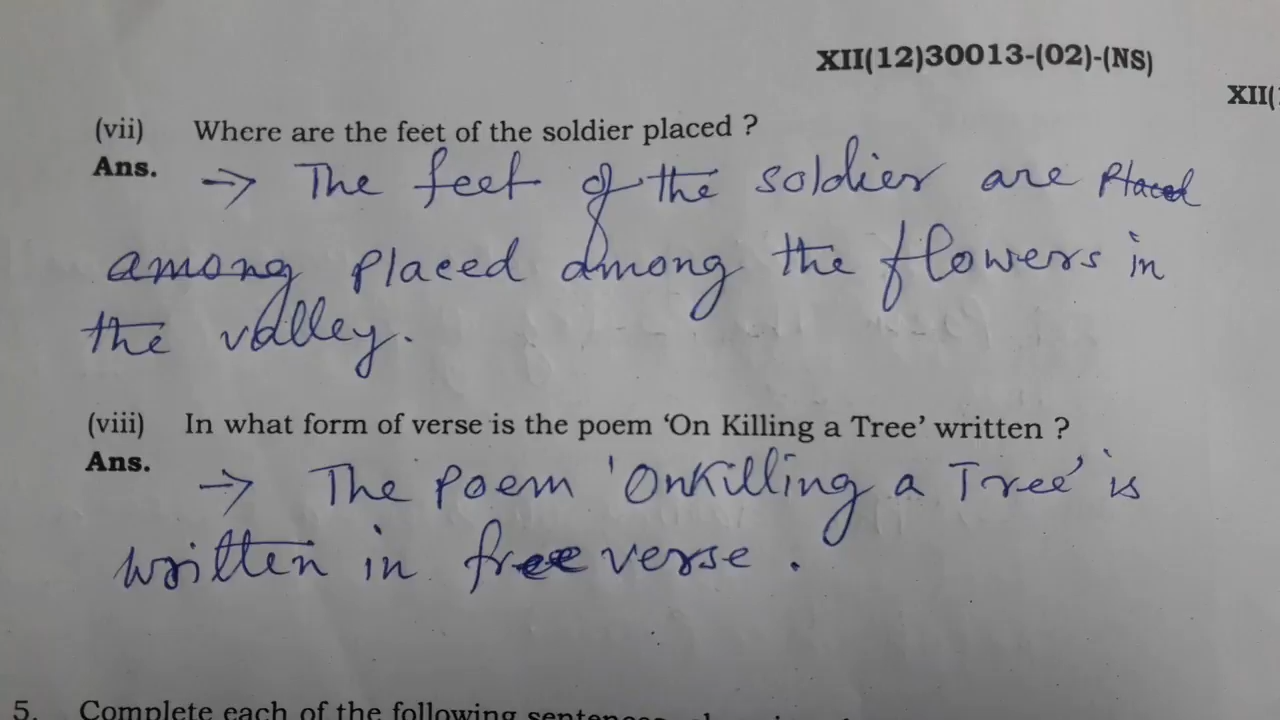 XII(12)30013-(02)-(NS)
XII(
(vii) Where are the feet of the soldier placed ?
Ans. → The feet of the soldier are Placed
among placed among the flowers in
the valley.
(viii) In what form of verse is the poem ‘On Killing a Tree’ written ?
Ans. → The Poem 'OnKilling a Tree' is
written in free verse .
5. Complete each of the following sentences